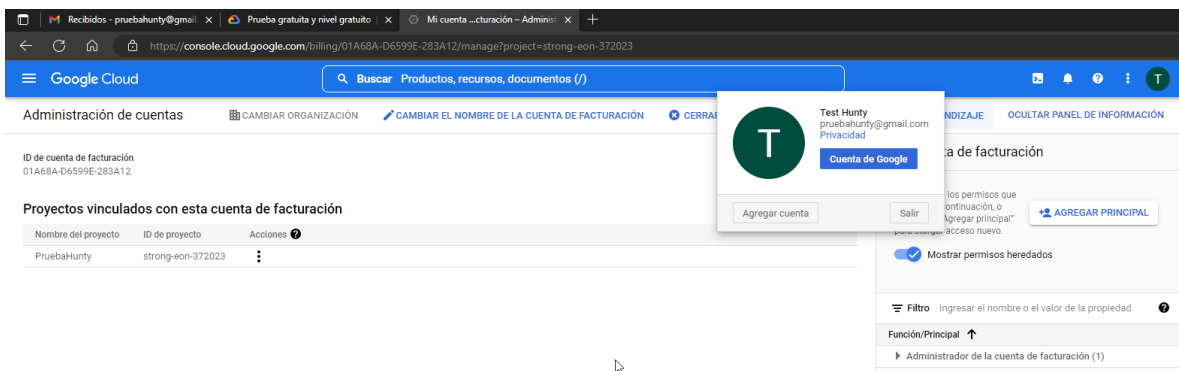 Recibidos - pruebahunty@gmail.
Prueba gratuita y nivel gratuito
Mi cuenta ...cturación – Administ
https://console.cloud.google.com/billing/01A68A-D6599E-283A12/manage?project=strong-eon-372023
Google Cloud
Buscar Productos, recursos, documentos (/)
T
Administración de cuentas
CAMBIAR ORGANIZACIÓN
CAMBIAR EL NOMBRE DE LA CUENTA DE FACTURACIÓN
CERRAR
NDIZAJE
OCULTAR PANEL DE INFORMACIÓN
T
Test Hunty
pruebahunty@gmail.com
Privacidad
Cuenta de Google
Agregar cuenta
Salir
ID de cuenta de facturación
01A68A-D6599E-283A12
Proyectos vinculados con esta cuenta de facturación
Nombre del proyecto ID de proyecto Acciones
PruebaHunty strong-eon-372023
ta de facturación
los permisos que
ontinuación, o
Agregar principal"
para otorgar acceso nuevo.
AGREGAR PRINCIPAL
Mostrar permisos heredados
Filtro Ingresar el nombre o el valor de la propiedad
Función/Principal
Administrador de la cuenta de facturación (1)